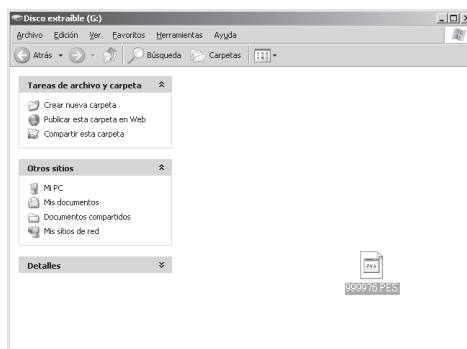 Disco extraíble (G:)
Archivo Edición Ver Favoritos Herramientas Ayuda
Atrás Búsqueda Carpetas
Tareas de archivo y carpeta
Crear nueva carpeta
Publicar esta carpeta en Web
Compartir esta carpeta
Otros sitios
Mi PC
Mis documentos
Documentos compartidos
Mis sitios de red
Detalles
999976.PES